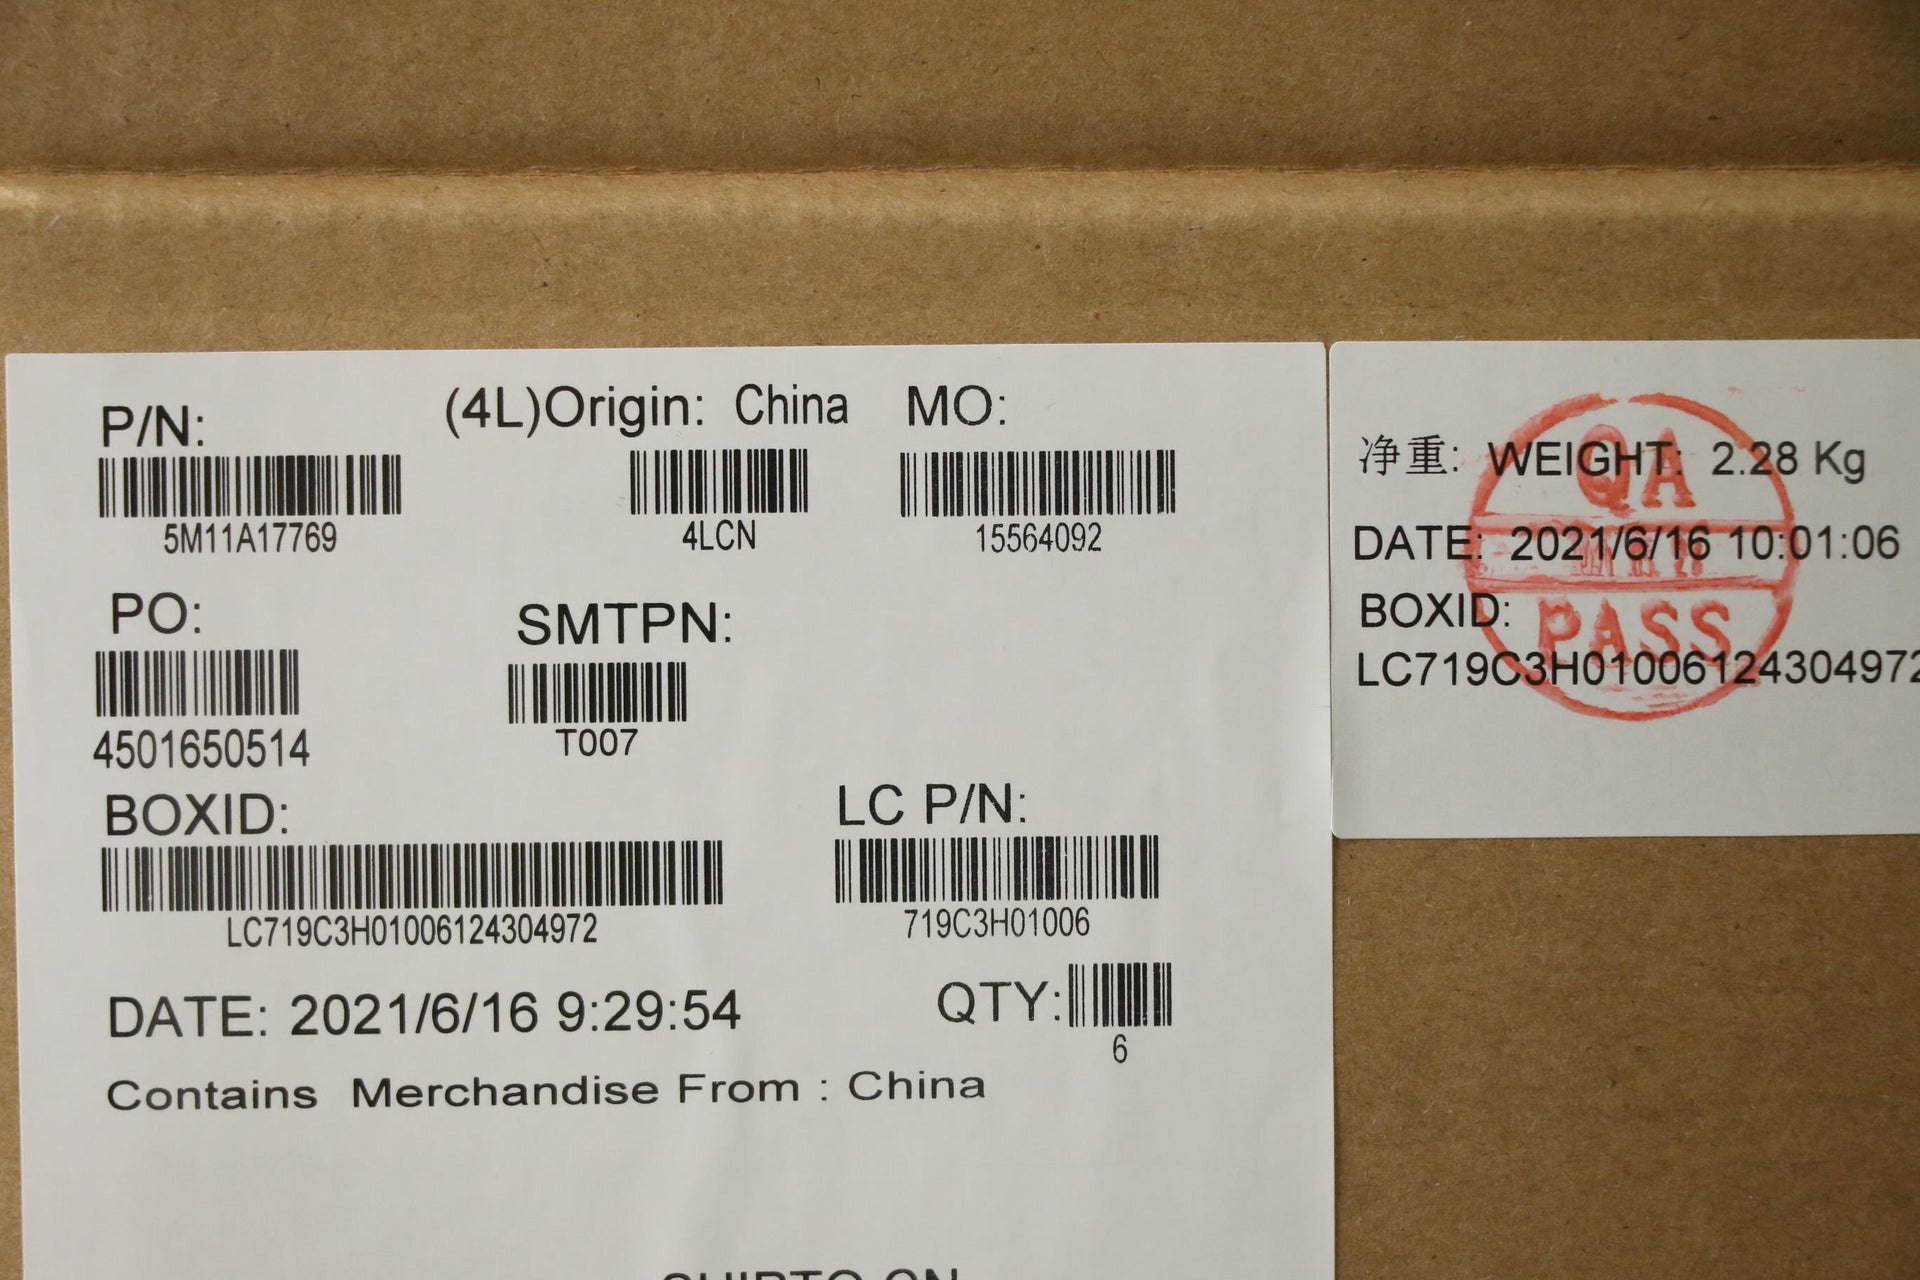 P/N: (4L)Origin: China MO:
5M11A17769 4LCN 15564092
PO: SMTPN:
4501650514 T007
BOXID: LC P/N:
LC719C3H01006124304972 719C3H01006
DATE: 2021/6/16 9:29:54 QTY:
6
Contains Merchandise From : China
净重: WEIGHT: 2.28 Kg
DATE: 2021/6/16 10:01:06
BOXID:
LC719C3H01006124304972
QA
PASS